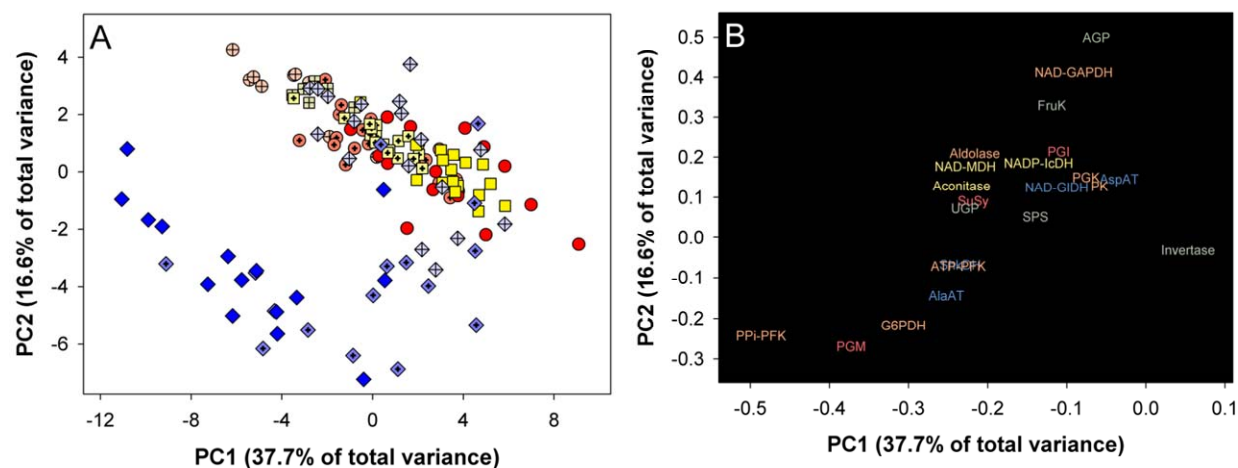 A
PC2 (16.6% of total variance)
4
2
0
-2
-4
-6
-12
-8
-4
0
4
8
PC1 (37.7% of total variance)
B
PC2 (16.6% of total variance)
0.5
0.4
0.3
0.2
0.1
0.0
-0.1
-0.2
-0.3
AGP
NAD-GAPDH
FruK
Aldolase
PGI
NAD-MDH
NADP-IcDH
PGK
AspAT
Aconitase
NAD-GlDH
PK
SuSy
UGP
SPS
Invertase
ATP-PFK
AlaAT
G6PDH
PPi-PFK
PGM
-0.5
-0.4
-0.3
-0.2
-0.1
0.0
0.1
PC1 (37.7% of total variance)